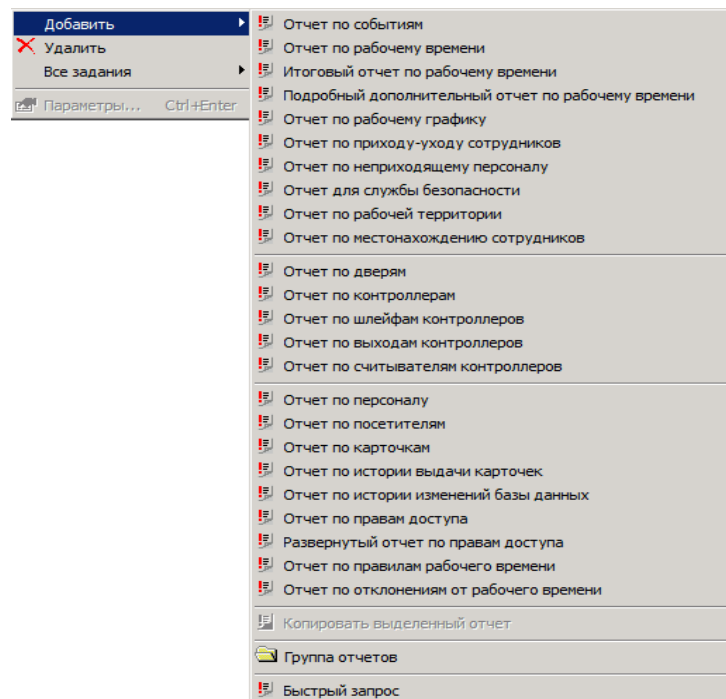 Добавить
Удалить
Все задания
Параметры... Ctrl+Enter
Отчет по событиям
Отчет по рабочему времени
Итоговый отчет по рабочему времени
Подробный дополнительный отчет по рабочему времени
Отчет по рабочему графику
Отчет по приходу-уходу сотрудников
Отчет по неприходящему персоналу
Отчет для службы безопасности
Отчет по рабочей территории
Отчет по местонахождению сотрудников
Отчет по дверям
Отчет по контроллерам
Отчет по шлейфам контроллеров
Отчет по выходам контроллеров
Отчет по считывателям контроллеров
Отчет по персоналу
Отчет по посетителям
Отчет по карточкам
Отчет по истории выдачи карточек
Отчет по истории изменений базы данных
Отчет по правам доступа
Развернутый отчет по правам доступа
Отчет по правилам рабочего времени
Отчет по отклонениям от рабочего времени
Копировать выделенный отчет
Группа отчетов
Быстрый запрос